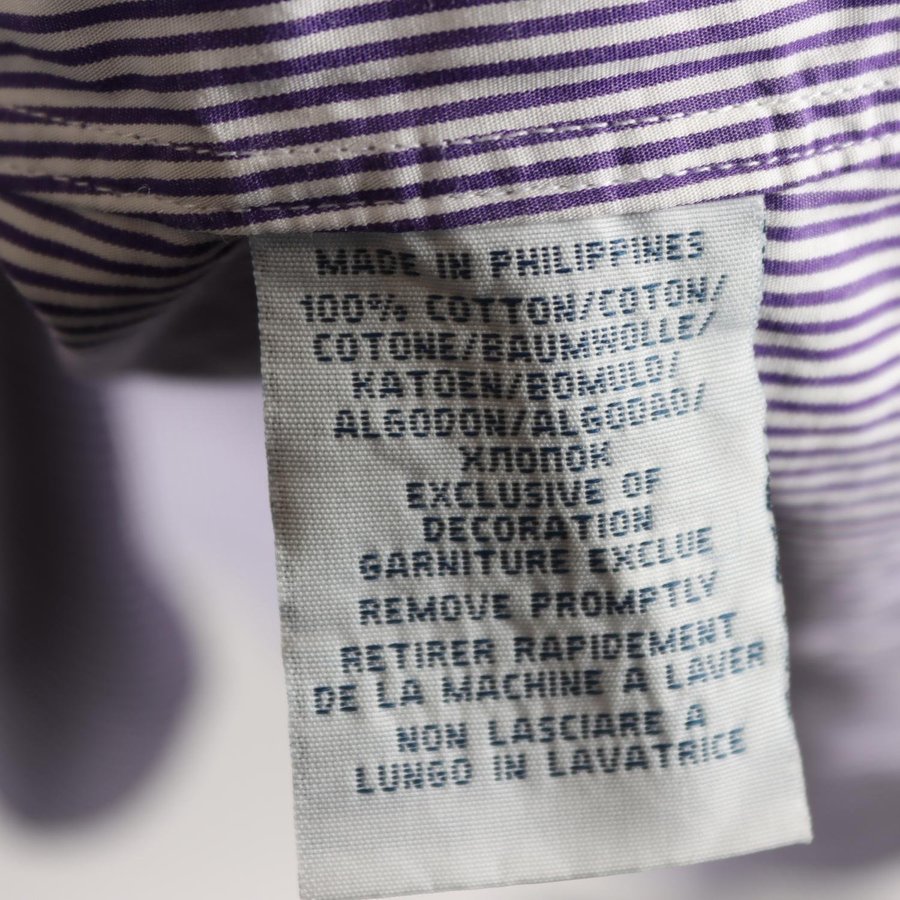 MADE IN PHILIPPINES
100% COTTON/COTON/
COTONE/BAUMWOLLE/
KATOEN/BOMULD/
ALGODON/ALGODAO/
ХЛОПОК
EXCLUSIVE OF
DECORATION
GARNITURE EXCLUE
REMOVE PROMPTLY
RETIRER RAPIDEMENT
DE LA MACHINE A LAVER
NON LASCIARE A
LUNGO IN LAVATRICE